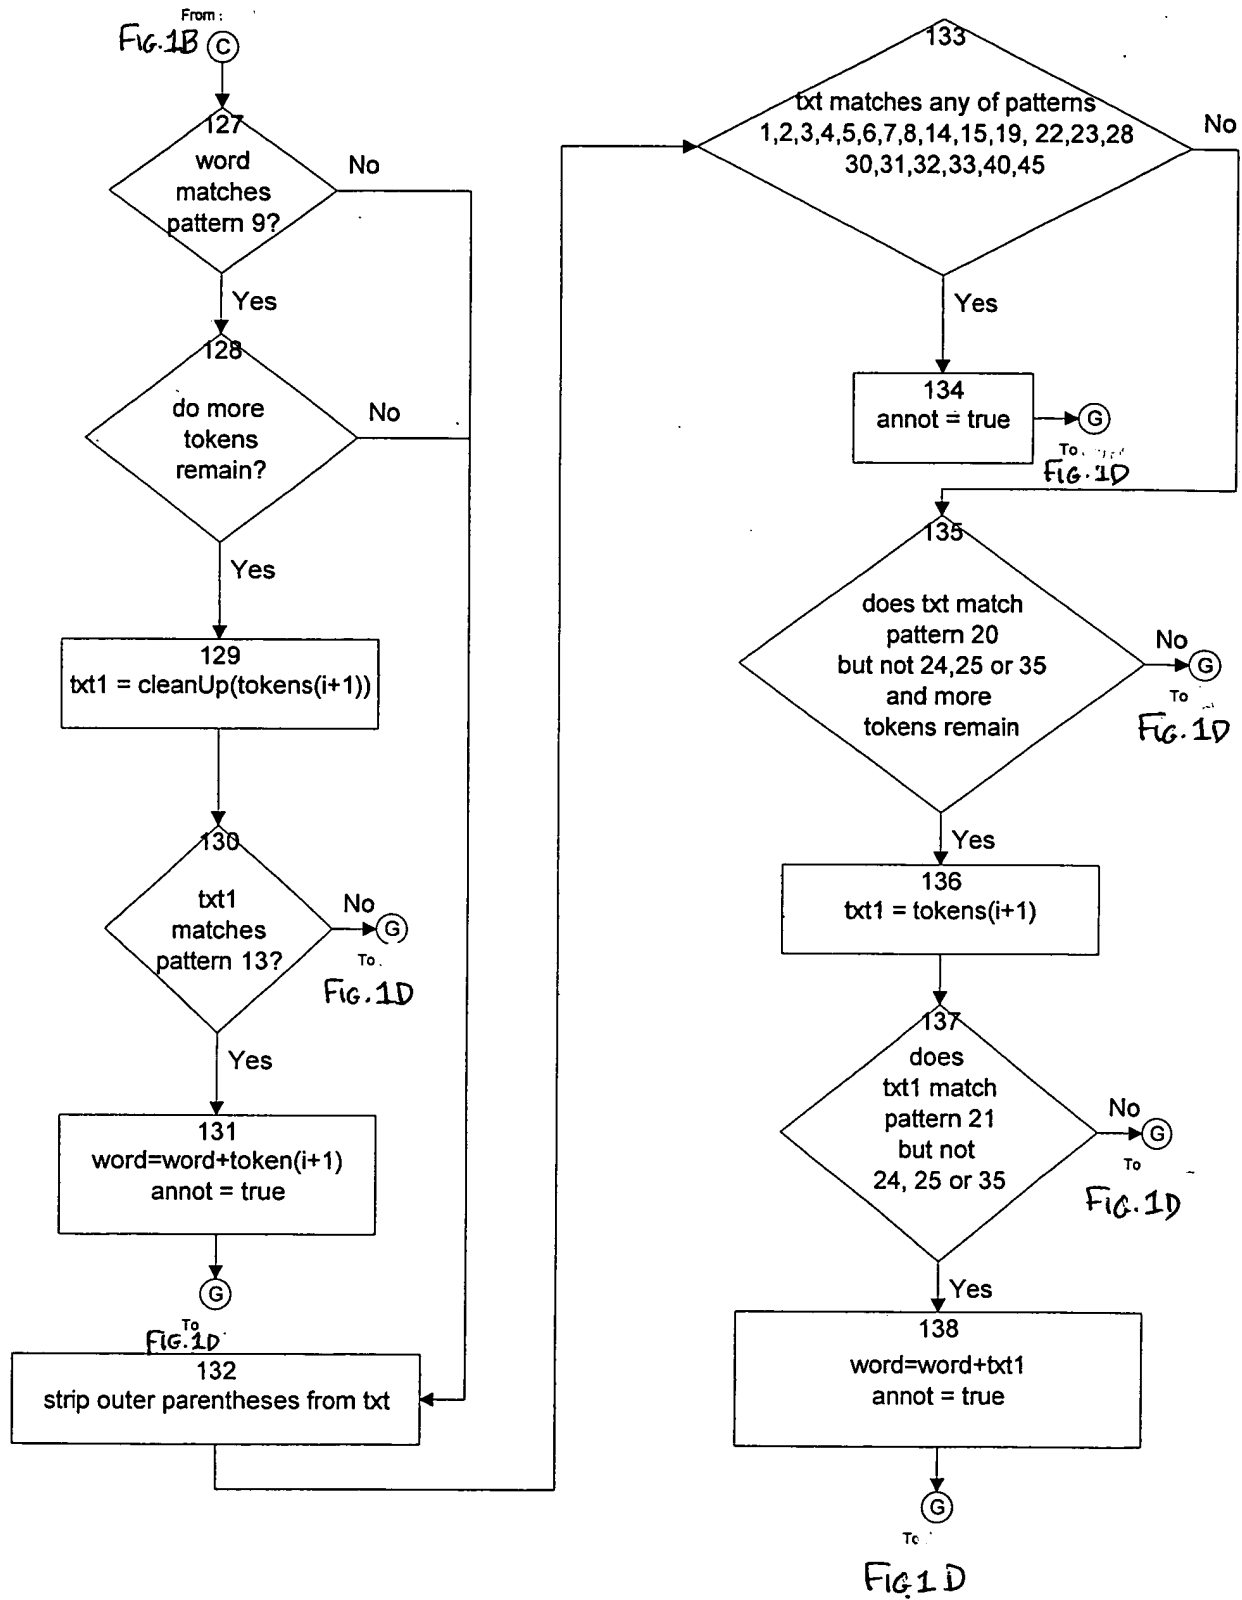 From :
FIG.1B
C
127
word
matches
pattern 9?
No
Yes
128
do more
tokens
remain?
No
Yes
129
txt1 = cleanUp(tokens(i+1))
130
txt1
matches
pattern 13?
No
G
To
FIG.1D
Yes
131
word=word+token(i+1)
annot = true
G
To
FIG.1D
132
strip outer parentheses from txt
133
txt matches any of patterns
1,2,3,4,5,6,7,8,14,15,19, 22,23,28
30,31,32,33,40,45
No
Yes
134
annot = true
G
To
FIG.1D
135
does txt match
pattern 20
but not 24,25 or 35
and more
tokens remain
No
G
To
FIG.1D
Yes
136
txt1 = tokens(i+1)
137
does
txt1 match
pattern 21
but not
24, 25 or 35
No
G
To
FIG.1D
Yes
138
word=word+txt1
annot = true
G
To
FIG1D